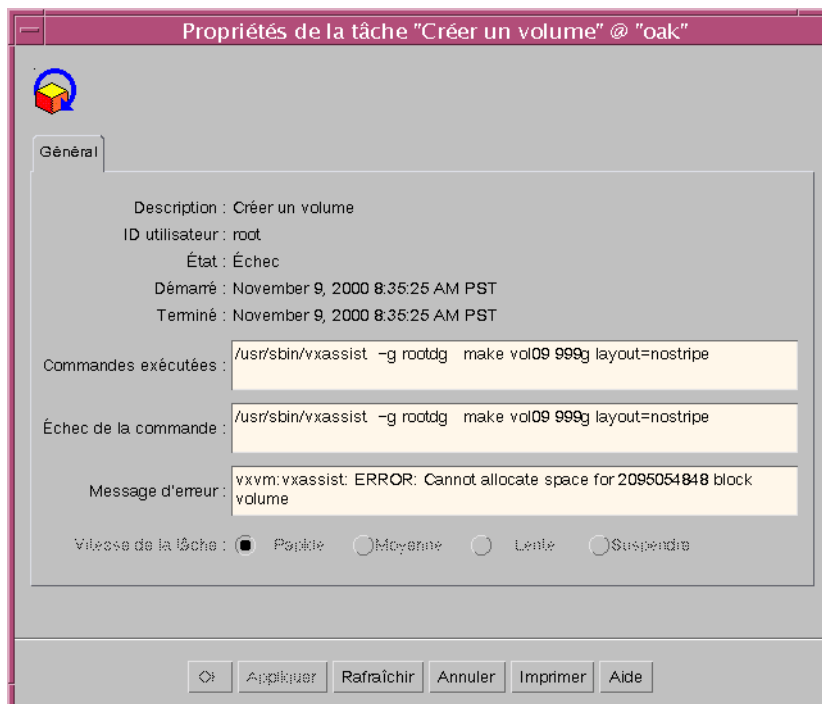 Propriétés de la tâche "Créer un volume" @ "oak"
Général
Description : Créer un volume
ID utilisateur : root
État : Échec
Démarré : November 9, 2000 8:35:25 AM PST
Terminé : November 9, 2000 8:35:25 AM PST
Commandes exécutées : /usr/sbin/vxassist -g rootdg make vol09 999g layout=nostripe
Échec de la commande : /usr/sbin/vxassist -g rootdg make vol09 999g layout=nostripe
Message d'erreur : vxvm:vxassist: ERROR: Cannot allocate space for 2095054848 block
volume
Vitesse de la tâche : Rapide Moyenne Lente Suspendre
OK Appliquer Rafraîchir Annuler Imprimer Aide